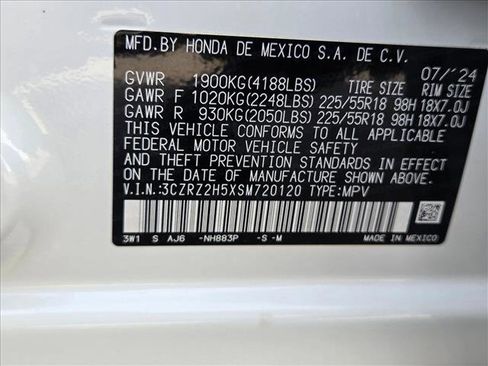 MFD.BY HONDA DE MEXICO S.A. DE C.V.
07/'24
GVWR 1900KG(4188LBS) TIRE SIZE RIM SIZE
GAWR F 1020KG(2248LBS) 225/55R18 98H 18X7.0J
GAWR R 930KG(2050LBS) 225/55R18 98H 18X7.0J
THIS VEHICLE CONFORMS TO ALL APPLICABLE
FEDERAL MOTOR VEHICLE SAFETY
AND THEFT PREVENTION STANDARDS IN EFFECT
ON THE DATE OF MANUFACTURE SHOWN ABOVE.
V.I.N.:3CZRZ2H5XSM720120 TYPE:MPV
3W1 S AJ6 -NH883P -S -M MADE IN MEXICO